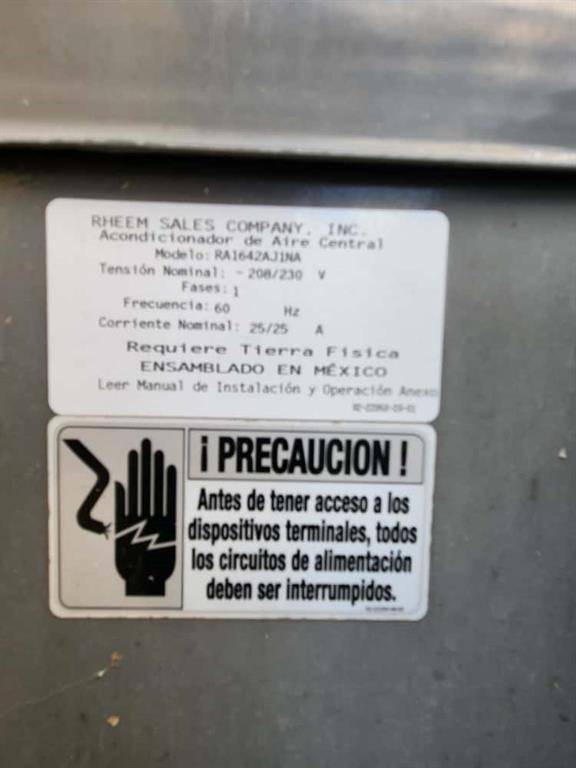 RHEEM SALES COMPANY, INC.
Acondicionador de Aire Central
Modelo: RA1642AJ1NA
Tensión Nominal: ~ 208/230 V
Fases: 1
Frecuencia: 60 Hz
Corriente Nominal: 25/25 A
Requiere Tierra Fisica
ENSAMBLADO EN MÉXICO
Leer Manual de Instalación y Operación Anexo
¡ PRECAUCION !
Antes de tener acceso a los
dispositivos terminales, todos
los circuitos de alimentación
deben ser interrumpidos.